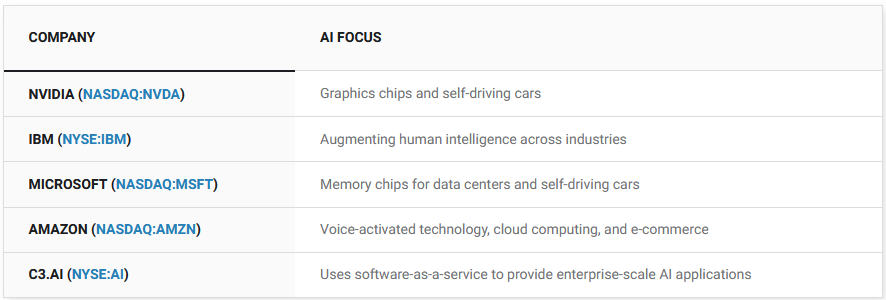 COMPANY AI FOCUS
NVIDIA (NASDAQ:NVDA) Graphics chips and self-driving cars
IBM (NYSE:IBM) Augmenting human intelligence across industries
MICROSOFT (NASDAQ:MSFT) Memory chips for data centers and self-driving cars
AMAZON (NASDAQ:AMZN) Voice-activated technology, cloud computing, and e-commerce
C3.AI (NYSE:AI) Uses software-as-a-service to provide enterprise-scale AI applications